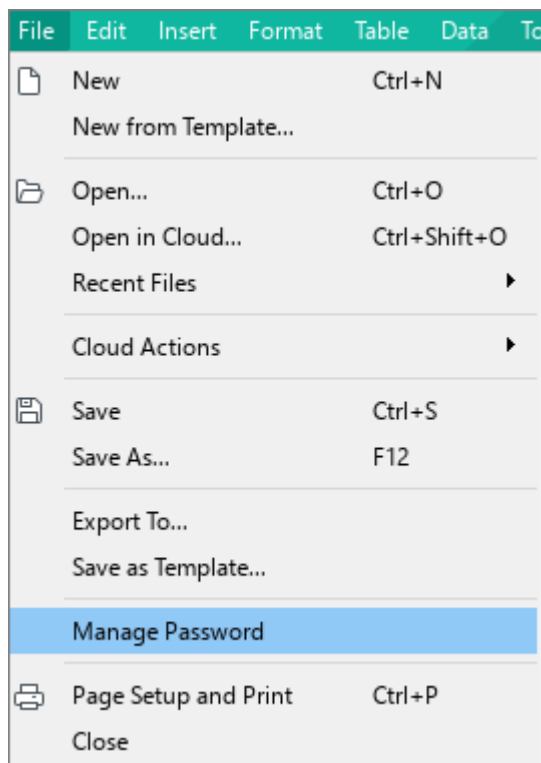 File Edit Insert Format Table Data To
New Ctrl+N
New from Template...
Open... Ctrl+O
Open in Cloud... Ctrl+Shift+O
Recent Files
Cloud Actions
Save Ctrl+S
Save As... F12
Export To...
Save as Template...
Manage Password
Page Setup and Print Ctrl+P
Close